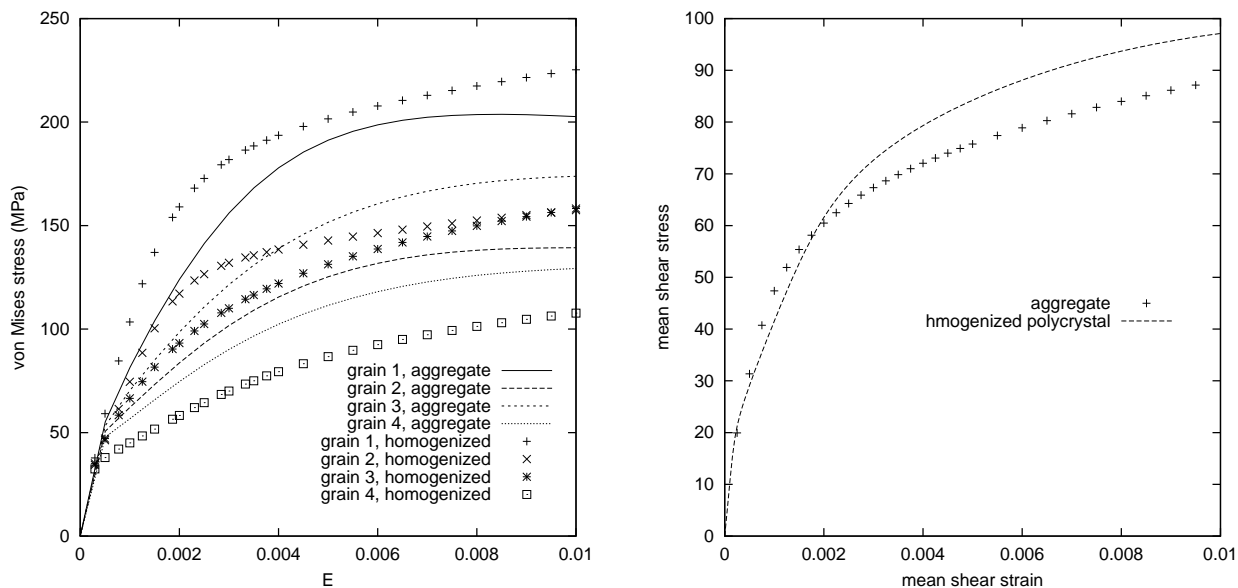 250
200
150
100
50
0
0
0.002
0.004
0.006
0.008
0.01
von Mises stress (MPa)
E
grain 1, aggregate
grain 2, aggregate
grain 3, aggregate
grain 4, aggregate
grain 1, homogenized
grain 2, homogenized
grain 3, homogenized
grain 4, homogenized
100
90
80
70
60
50
40
30
20
10
0
0
0.002
0.004
0.006
0.008
0.01
mean shear stress
mean shear strain
aggregate
hmogenized polycrystal